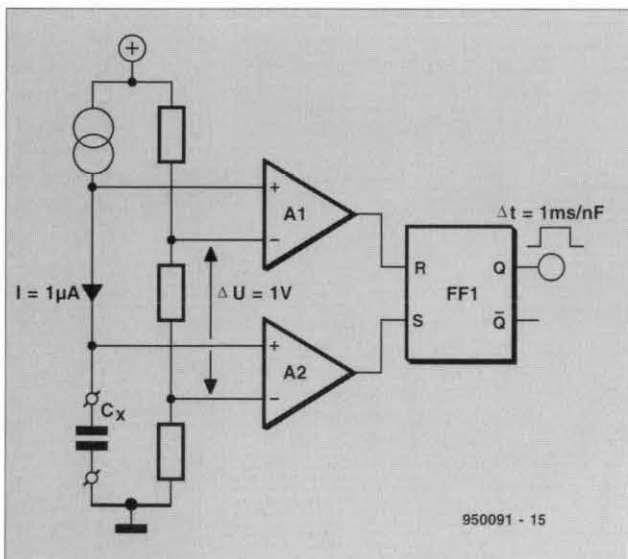 +
+
A1
−
Δt = 1ms/nF
R
Q
I = 1µA
ΔU = 1V
FF1
+
S
Q̅
A2
−
Cx
950091 - 15